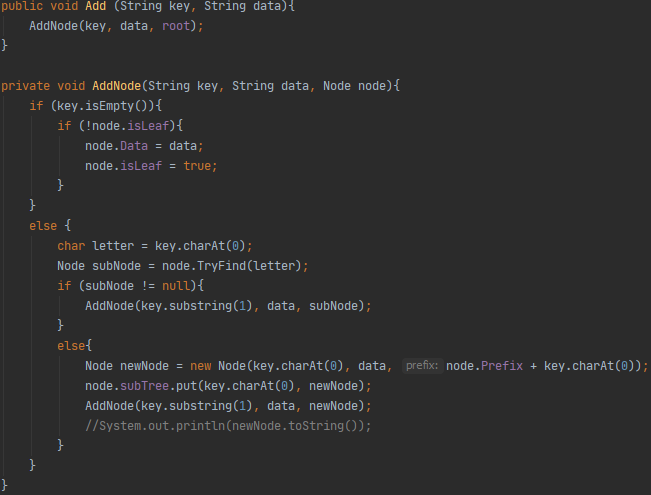 public void Add (String key, String data){
    AddNode(key, data, root);
}

private void AddNode(String key, String data, Node node){
    if (key.isEmpty()){
        if (!node.isLeaf){
            node.Data = data;
            node.isLeaf = true;
        }
    }
    else {
        char letter = key.charAt(0);
        Node subNode = node.TryFind(letter);
        if (subNode != null){
            AddNode(key.substring(1), data, subNode);
        }
        else{
            Node newNode = new Node(key.charAt(0), data, prefix: node.Prefix + key.charAt(0));
            node.subTree.put(key.charAt(0), newNode);
            AddNode(key.substring(1), data, newNode);
            //System.out.println(newNode.toString());
        }
    }
}